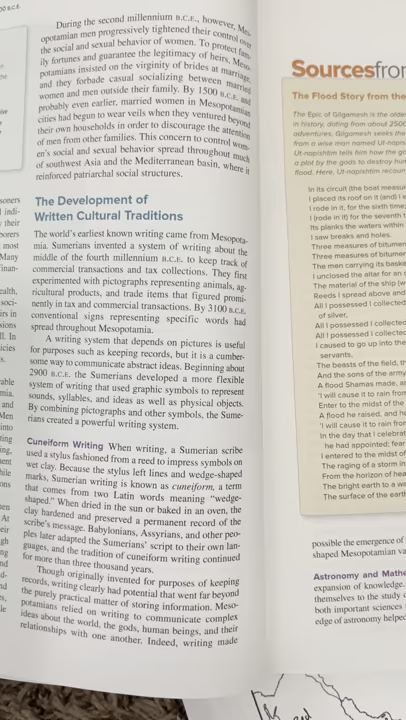 During the second millennium B.C.E., however, Mes-
opotamian men progressively tightened their control over
the social and sexual behavior of women. To protect fam-
ily fortunes and guarantee the legitimacy of heirs, Meso-
potamians insisted on the virginity of brides at marriage,
and they forbade casual socializing between married
women and men outside their family. By 1500 B.C.E. and
probably even earlier, married women in Mesopotamian
cities had begun to wear veils when they ventured beyond
their own households in order to discourage the attention
of men from other families. This concern to control wom-
en's social and sexual behavior spread throughout much
of southwest Asia and the Mediterranean basin, where it
reinforced patriarchal social structures.
The Development of
Written Cultural Traditions
The world's earliest known writing came from Mesopota-
mia. Sumerians invented a system of writing about the
middle of the fourth millennium B.C.E. to keep track of
commercial transactions and tax collections. They first
experimented with pictographs representing animals, ag-
ricultural products, and trade items that figured promi-
nently in tax and commercial transactions. By 3100 B.C.E.
conventional signs representing specific words had
spread throughout Mesopotamia.
A writing system that depends on pictures is useful
for purposes such as keeping records, but it is a cumber-
some way to communicate abstract ideas. Beginning about
2900 B.C.E. the Sumerians developed a more flexible
system of writing that used graphic symbols to represent
sounds, syllables, and ideas as well as physical objects.
By combining pictographs and other symbols, the Sume-
rians created a powerful writing system.
Cuneiform Writing When writing, a Sumerian scribe
used a stylus fashioned from a reed to impress symbols on
wet clay. Because the stylus left lines and wedge-shaped
marks, Sumerian writing is known as cuneiform, a term
that comes from two Latin words meaning "wedge-
shaped." When dried in the sun or baked in an oven, the
clay hardened and preserved a permanent record of the
scribe's message. Babylonians, Assyrians, and other peo-
ples later adapted the Sumerians' script to their own lan-
guages, and the tradition of cuneiform writing continued
for more than three thousand years.
Though originally invented for purposes of keeping
records, writing clearly had potential that went far beyond
the purely practical matter of storing information. Meso-
potamians relied on writing to communicate complex
ideas about the world, the gods, human beings, and their
relationships with one another. Indeed, writing made
Sourcesfro
The Flood Story from the
The Epic of Gilgamesh is the oldes
in history, dating from about 2500
adventures, Gilgamesh seeks the
from a wise man named Ut-napis
Ut-napishtim tells him how the go
a plot by the gods to destroy hu
flood. Here, Ut-napishtim recoun
In its circuit (the boat measu
I placed its roof on it (and) I e
I rode in it, for the sixth time;
I (rode in it) for the seventh t
Its planks the waters within
I saw breaks and holes.
Three measures of bitumen
Three measures of bitume
The men carrying its baske
I unclosed the altar for an o
The material of the ship (w
Reeds I spread above and
All I possessed I collected
of silver,
All I possessed I collected
All I possessed I collected
I caused to go up into the
servants,
The beasts of the field, th
And the sons of the army
A flood Shamas made, an
'I will cause it to rain from
Enter to the midst of the
A flood he raised, and he
'I will cause it to rain from
In the day that I celebrat
he had appointed; fear
I entered to the midst of
The raging of a storm in
From the horizon of hea
The bright earth to a wa
The surface of the earth
possible the emergence of
shaped Mesopotamian va
Astronomy and Mathe
expansion of knowledge.
themselves to the study o
both important sciences
edge of astronomy helped